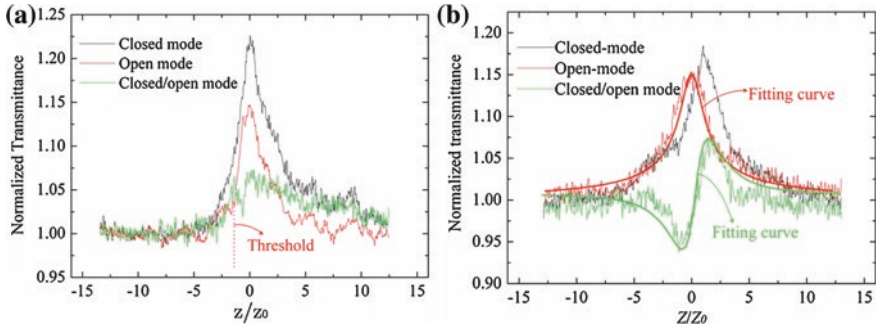 (a)
Normalized Transmittance
1.25
1.20
1.15
1.10
1.05
1.00
0.95
Closed mode
Open mode
Closed/open mode
Threshold
-15 -10 -5 0 5 10 15
z/z0
(b)
Normalized transmittance
1.20
1.15
1.10
1.05
1.00
0.95
0.90
Closed-mode
Open-mode
Closed/open mode
Fitting curve
Fitting curve
-15 -10 -5 0 5 10 15
Z/Z0